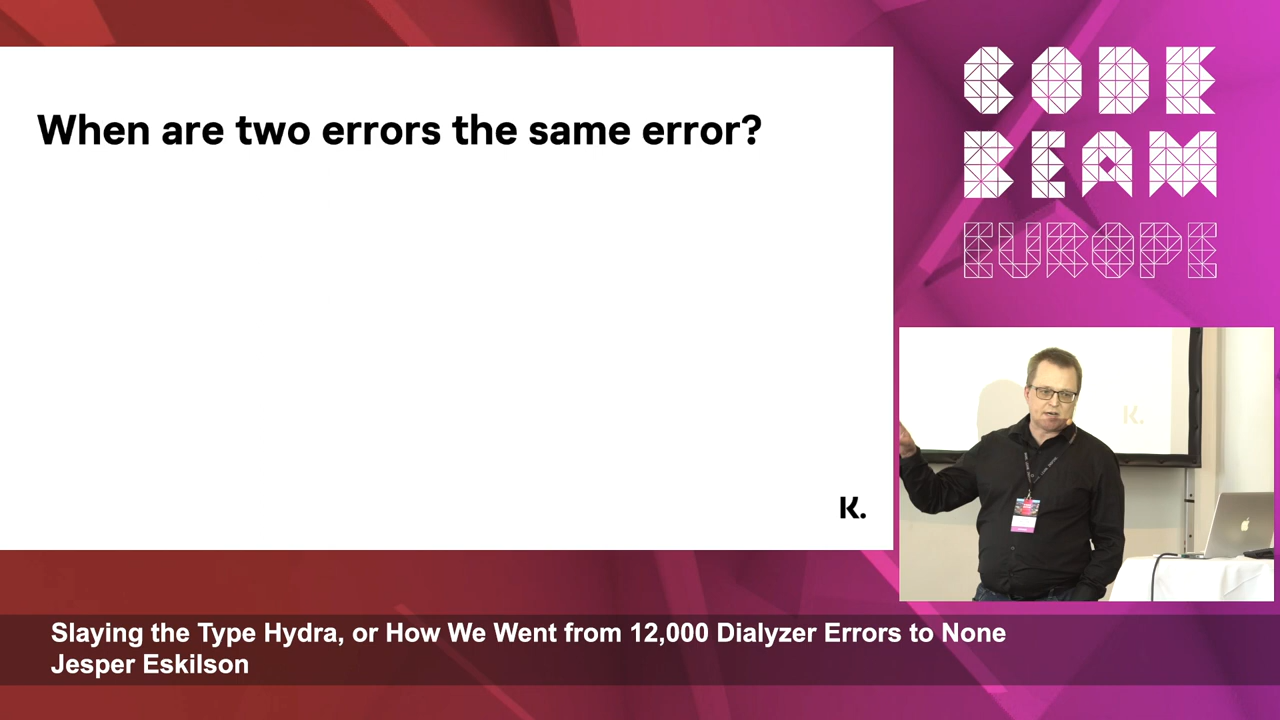 When are two errors the same error?
K.
CODE
BEAM
EUROPE
K.
Slaying the Type Hydra, or How We Went from 12,000 Dialyzer Errors to None
Jesper Eskilson